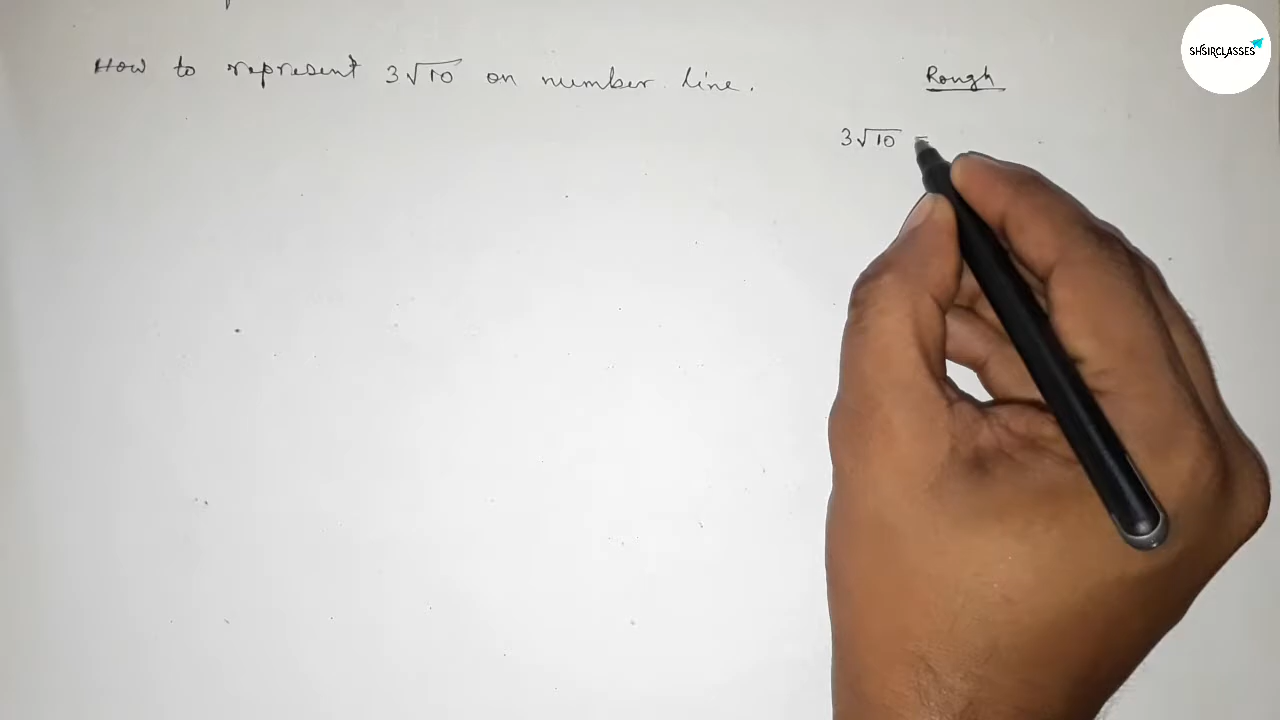 How to represent 3√10 on number line.
Rough
3√10 =
SHSIRCLASSES